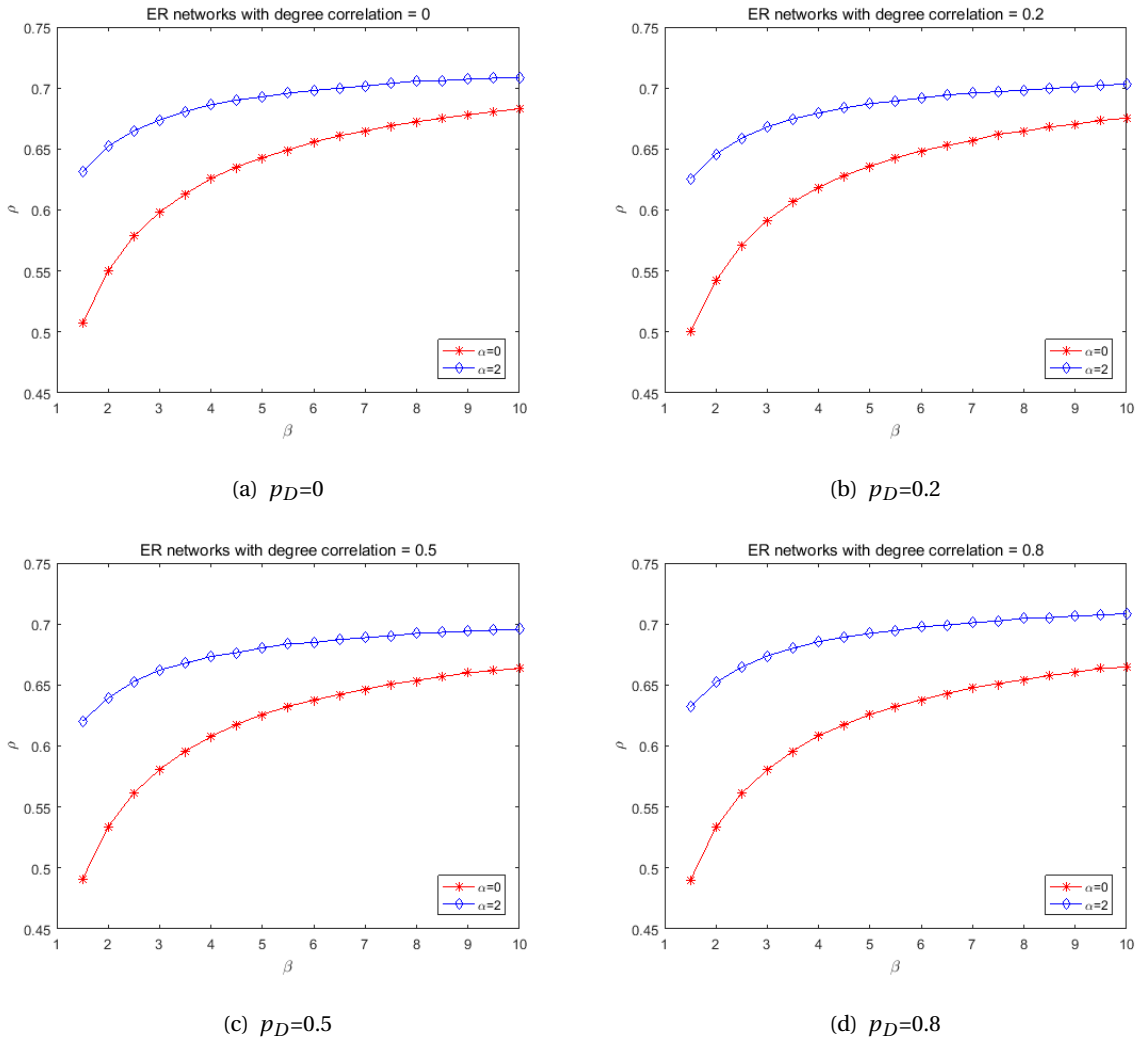 ER networks with degree correlation = 0
0.75
0.7
0.65
0.6
0.55
0.5
0.45
ρ
1 2 3 4 5 6 7 8 9 10
β
α=0
α=2
(a) pD=0
ER networks with degree correlation = 0.2
0.75
0.7
0.65
0.6
0.55
0.5
0.45
ρ
1 2 3 4 5 6 7 8 9 10
β
α=0
α=2
(b) pD=0.2
ER networks with degree correlation = 0.5
0.75
0.7
0.65
0.6
0.55
0.5
0.45
ρ
1 2 3 4 5 6 7 8 9 10
β
α=0
α=2
(c) pD=0.5
ER networks with degree correlation = 0.8
0.75
0.7
0.65
0.6
0.55
0.5
0.45
ρ
1 2 3 4 5 6 7 8 9 10
β
α=0
α=2
(d) pD=0.8